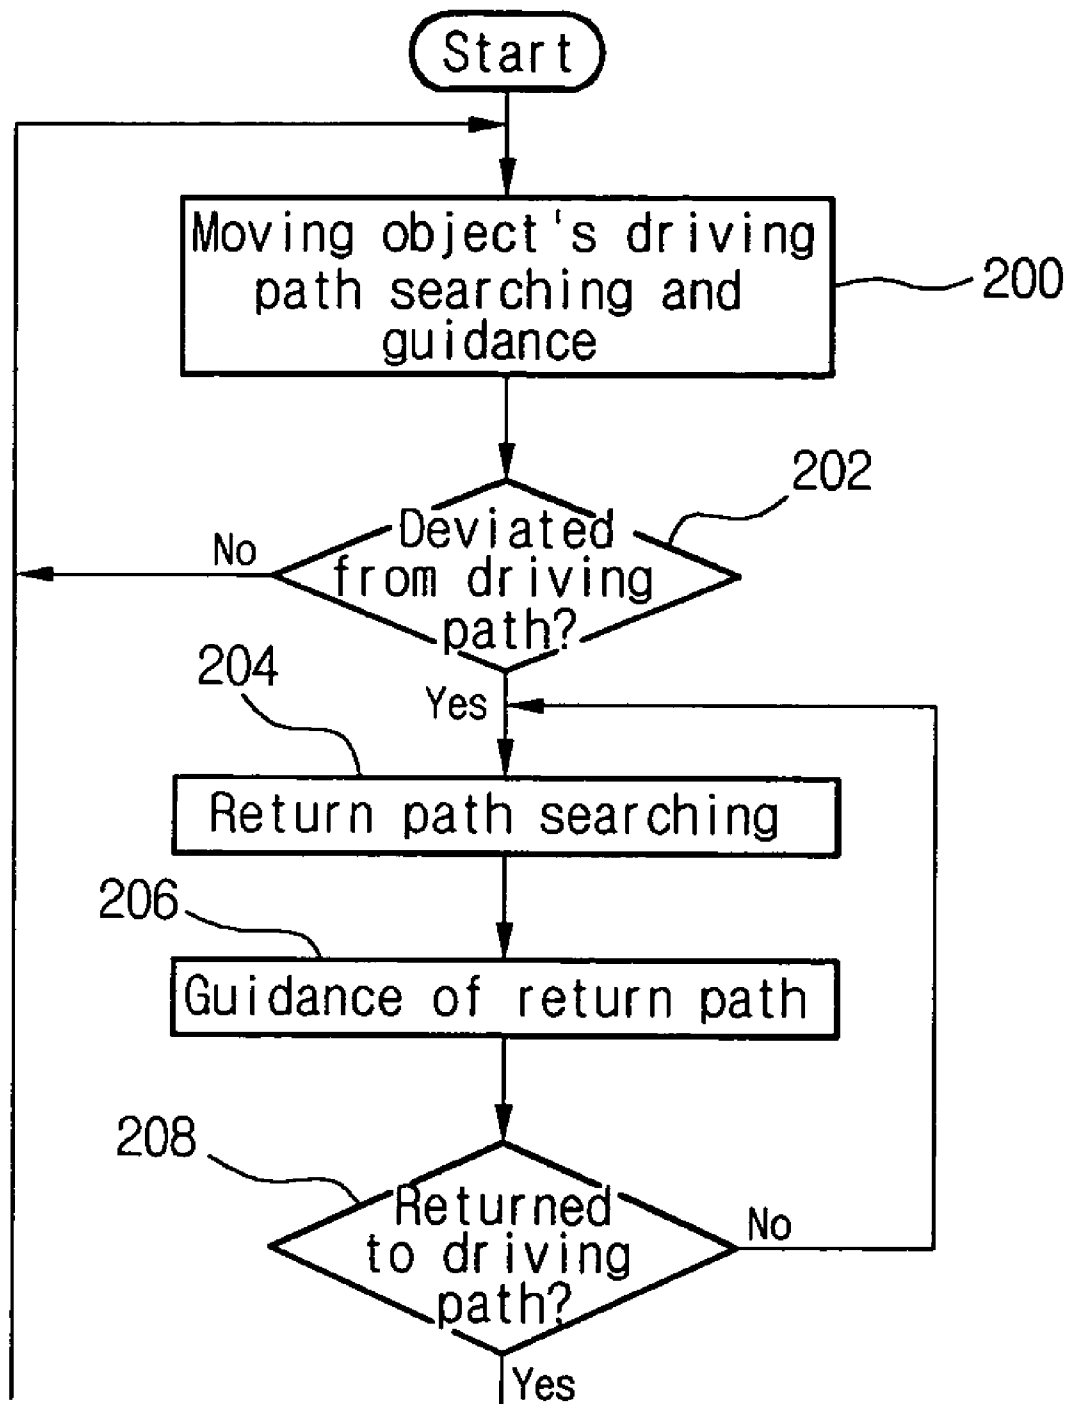 Start
Moving object's driving
path searching and
guidance
200
202
Deviated
from driving
path?
No
204
Yes
Return path searching
206
Guidance of return path
208
Returned
to driving
path?
No
Yes